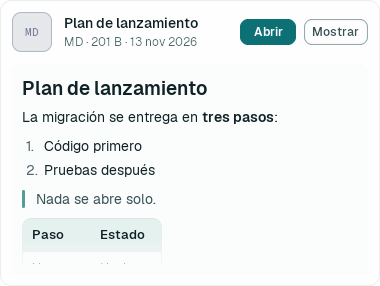 MD
Plan de lanzamiento
MD · 201 B · 13 nov 2026
Abrir
Mostrar
Plan de lanzamiento
La migración se entrega en tres pasos:
1. Código primero
2. Pruebas después
Nada se abre solo.
Paso Estado